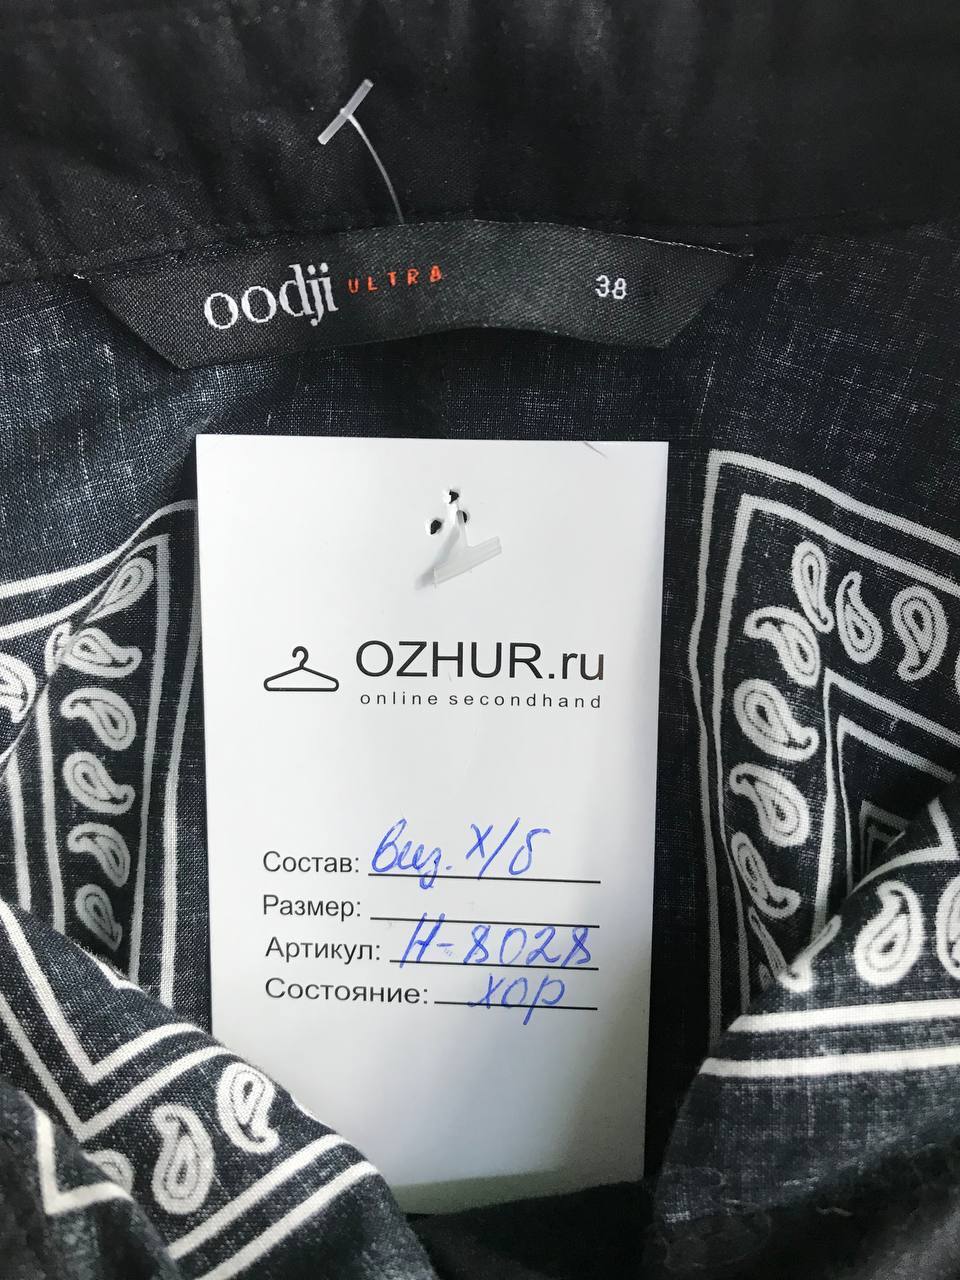 oodji ULTRA 38
OZHUR.ru
online secondhand
Состав: виз. х/б
Размер:
Артикул: Н-8028
Состояние: хор